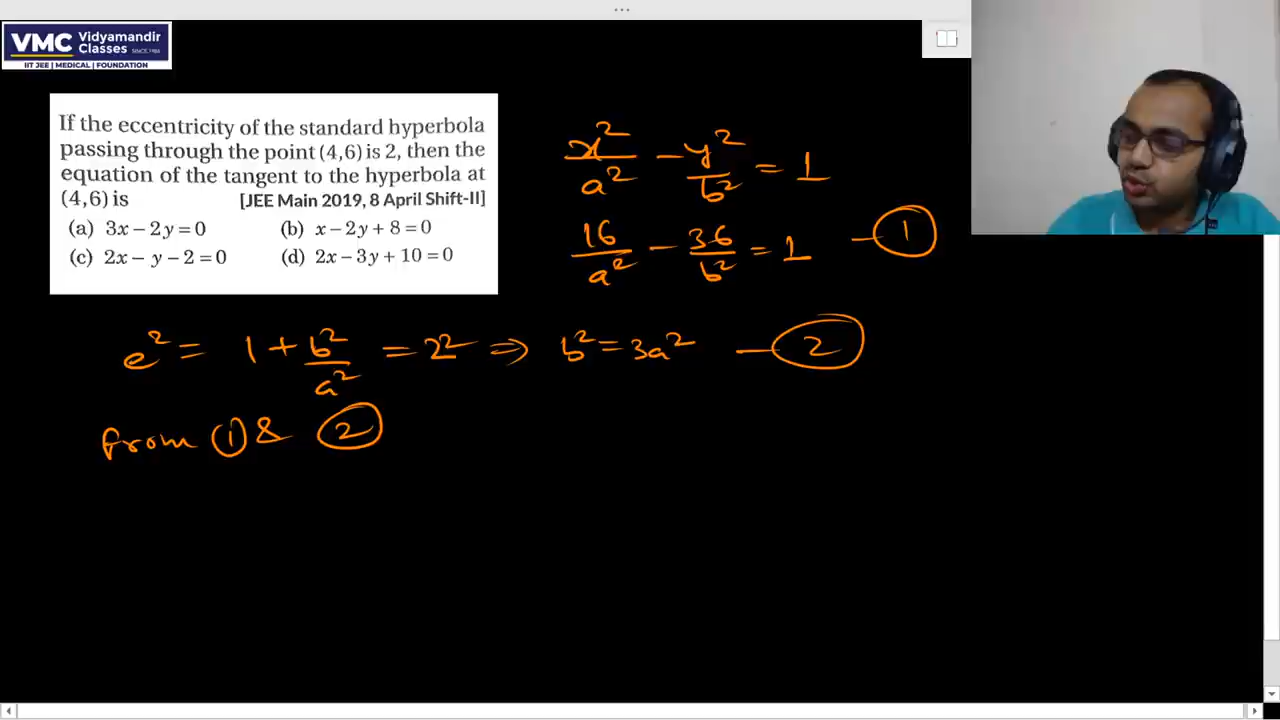 ...
VMC Vidyamandir
Classes
SINCE 1986
IIT JEE | MEDICAL | FOUNDATION
If the eccentricity of the standard hyperbola
passing through the point (4,6) is 2, then the
equation of the tangent to the hyperbola at
(4,6) is [JEE Main 2019, 8 April Shift-II]
(a) 3x − 2y = 0 (b) x − 2y + 8 = 0
(c) 2x − y − 2 = 0 (d) 2x − 3y + 10 = 0
x²/a² − y²/b² = 1
16/a² − 36/b² = 1 — ①
e² = 1 + b²/a² = 2² ⇒ b² = 3a² — ②
from ① & ②